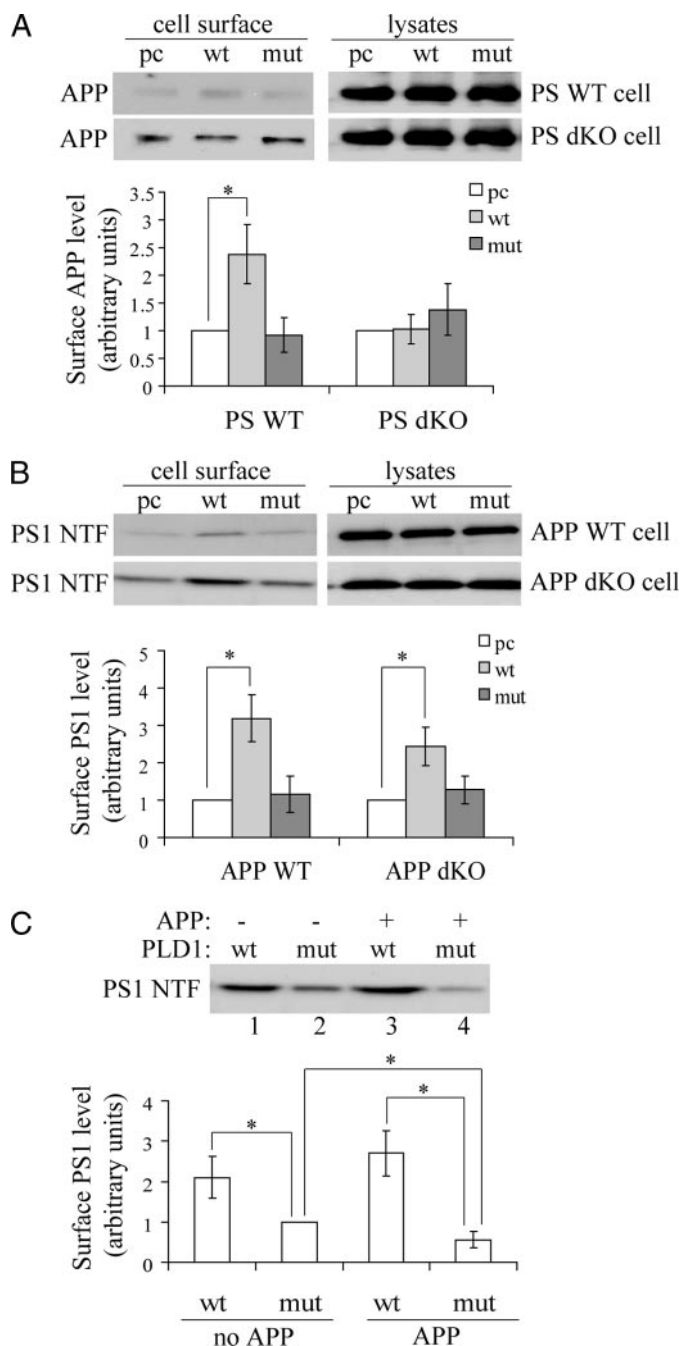 A
cell surface lysates
pc wt mut pc wt mut
APP PS WT cell
APP PS dKO cell
Surface APP level
(arbitrary units)
3.5
3
2.5
2
1.5
1
0.5
0
*
pc
wt
mut
PS WT PS dKO
B
cell surface lysates
pc wt mut pc wt mut
PS1 NTF APP WT cell
PS1 NTF APP dKO cell
Surface PS1 level
(arbitrary units)
5
4
3
2
1
0
* *
pc
wt
mut
APP WT APP dKO
C
APP: - - + +
PLD1: wt mut wt mut
PS1 NTF
1 2 3 4
Surface PS1 level
(arbitrary units)
4
3
2
1
0
*
* *
wt mut wt mut
no APP APP